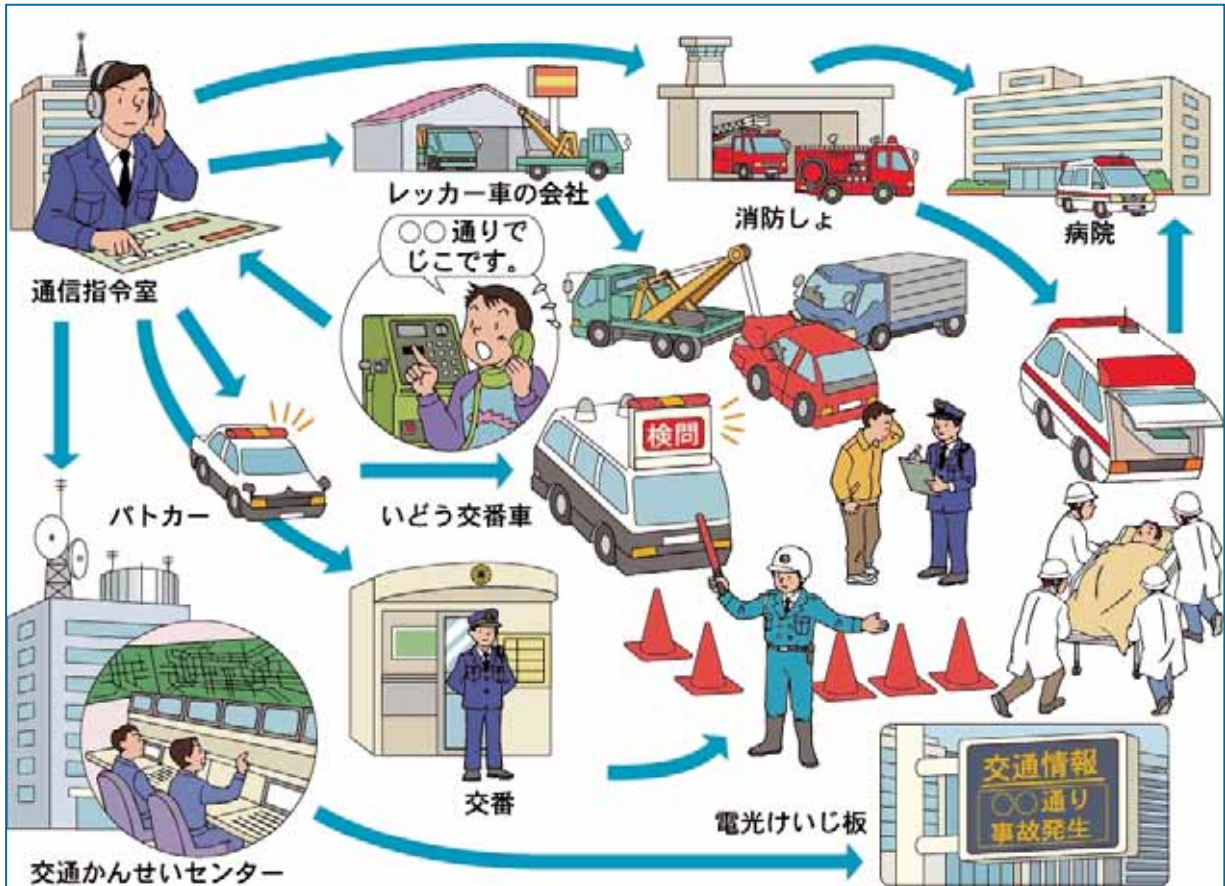 レッカー車の会社
消防しょ
病院
通信指令室
○○通りで
じこです。
検問
パトカー
いどう交番車
交番
交通情報
○○通り
事故発生
電光けいじ板
交通かんせいセンター